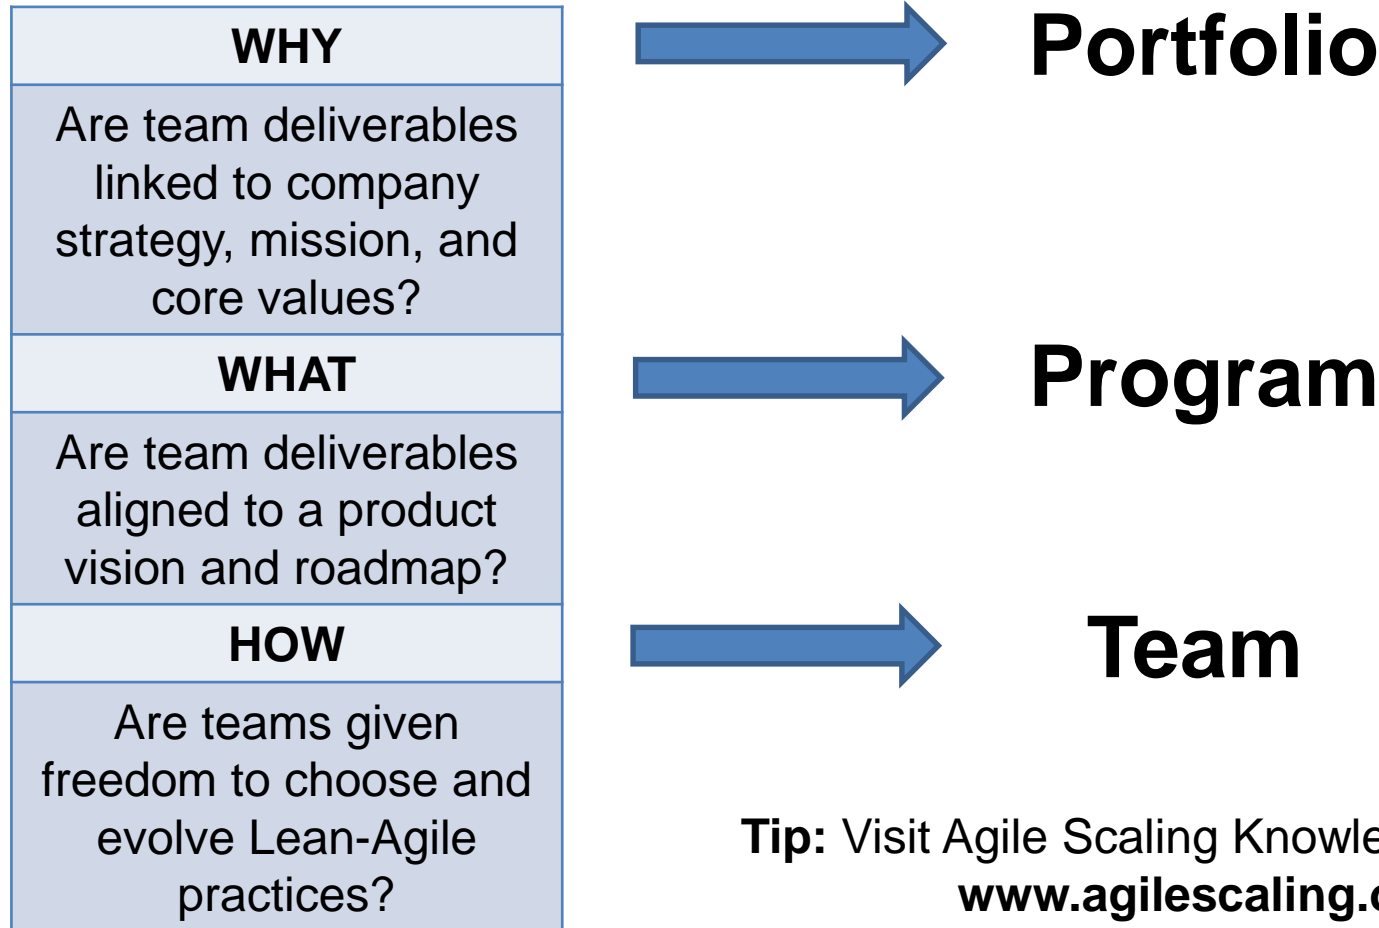 WHY
Are team deliverables
linked to company
strategy, mission, and
core values?
WHAT
Are team deliverables
aligned to a product
vision and roadmap?
HOW
Are teams given
freedom to choose and
evolve Lean-Agile
practices?
Portfolio
Program
Team
Tip: Visit Agile Scaling
www.agilescaling.